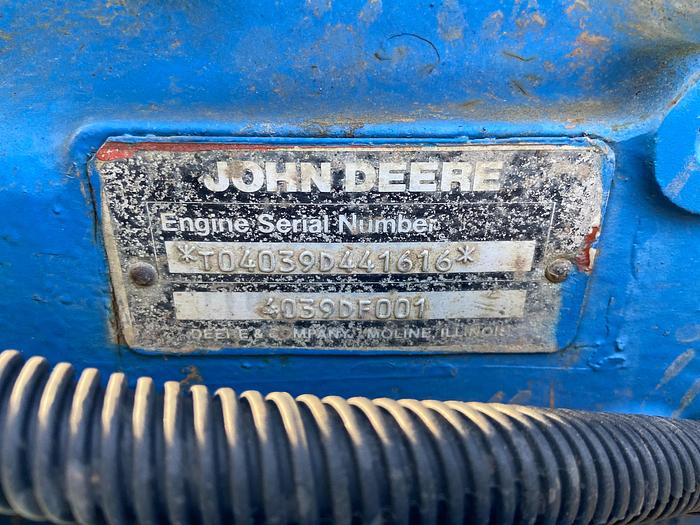 JOHN DEERE
Engine Serial Number
*T04039D441616*
4039DF001
DEERE & COMPANY MOLINE, ILLINOIS